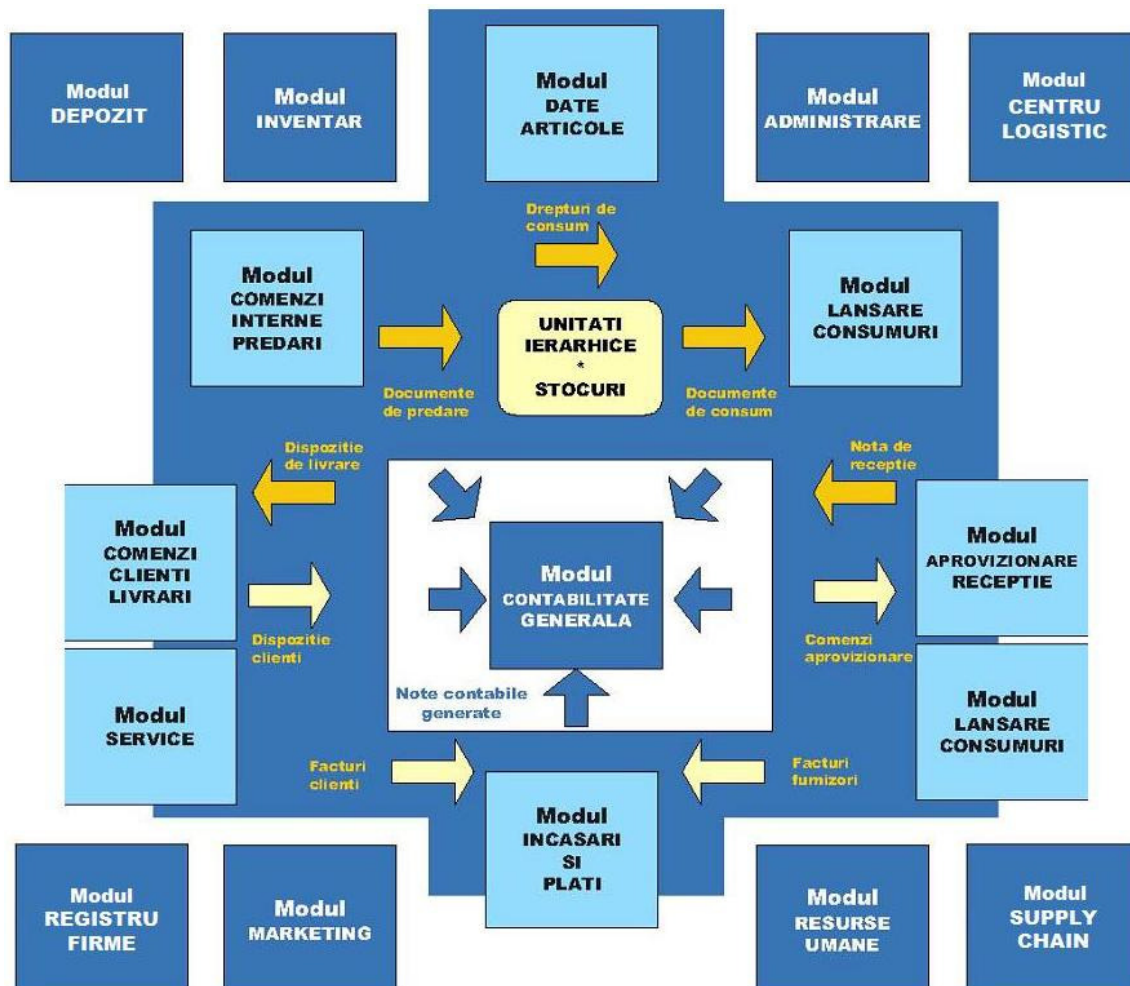 Modul
DEPOZIT
Modul
INVENTAR
Modul
DATE
ARTICOLE
Modul
ADMINISTRARE
Modul
CENTRU
LOGISTIC
Drepturi de
consum
Modul
COMENZI
INTERNE
PREDARI
UNITATI
IERARHICE
*
STOCURI
Modul
LANSARE
CONSUMURI
Documente
de predare
Documente
de consum
Dispozitie
de livrare
Nota de
receptie
Modul
COMENZI
CLIENTI
LIVRARI
Modul
CONTABILITATE
GENERALA
Modul
APROVIZIONARE
RECEPTIE
Dispozitie
clienti
Comenzi
aprovizionare
Note contabile
generate
Modul
SERVICE
Modul
LANSARE
CONSUMURI
Facturi
clienti
Facturi
furnizori
Modul
INCASARI
SI
PLATI
Modul
REGISTRU
FIRME
Modul
MARKETING
Modul
RESURSE
UMANE
Modul
SUPPLY
CHAIN